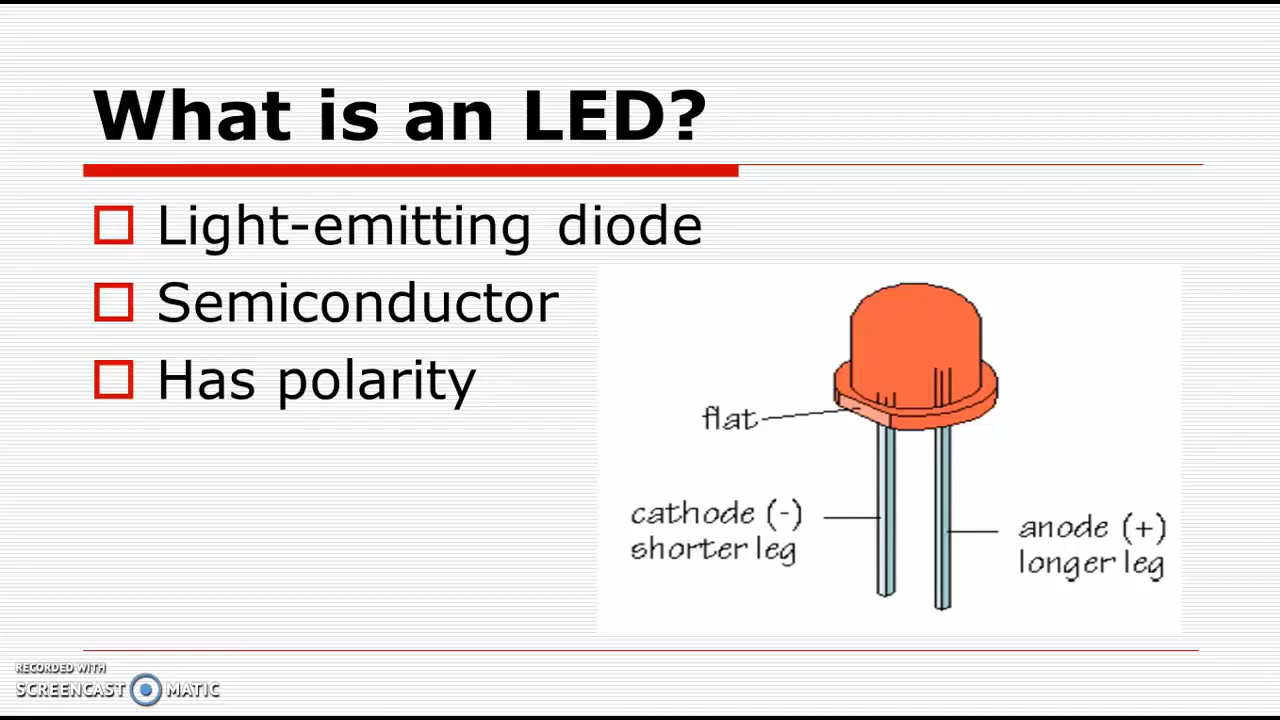 What is an LED?
Light-emitting diode
Semiconductor
Has polarity
flat
cathode (-)
shorter leg
anode (+)
longer leg
RECORDED WITH
SCREENCAST MATIC